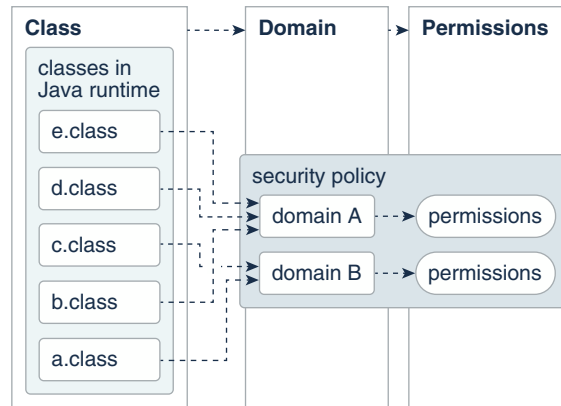 Class
Domain
Permissions
classes in
Java runtime
e.class
d.class
c.class
b.class
a.class
security policy
domain A
permissions
domain B
permissions